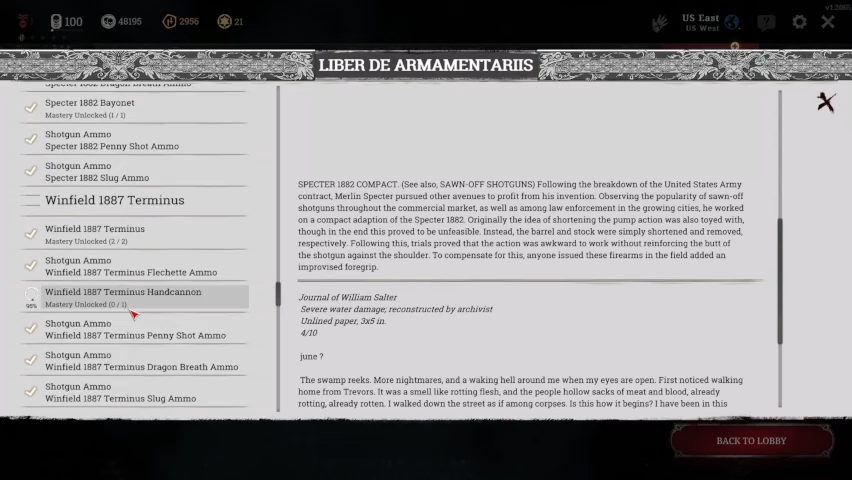 v1.2065
100
48195
2956
21
US East
US West
LIBER DE ARMAMENTARIIS
Specter 1882 Dragon Breath Ammo
Specter 1882 Bayonet
Mastery Unlocked (1 / 1)
Shotgun Ammo
Specter 1882 Penny Shot Ammo
Shotgun Ammo
Specter 1882 Slug Ammo
Winfield 1887 Terminus
Winfield 1887 Terminus
Mastery Unlocked (2 / 2)
Shotgun Ammo
Winfield 1887 Terminus Flechette Ammo
Winfield 1887 Terminus Handcannon
Mastery Unlocked (0 / 1)
95%
Shotgun Ammo
Winfield 1887 Terminus Penny Shot Ammo
Shotgun Ammo
Winfield 1887 Terminus Dragon Breath Ammo
Shotgun Ammo
Winfield 1887 Terminus Slug Ammo
SPECTER 1882 COMPACT. (See also, SAWN-OFF SHOTGUNS) Following the breakdown of the United States Army
contract, Merlin Specter pursued other avenues to profit from his invention. Observing the popularity of sawn-off
shotguns throughout the commercial market, as well as among law enforcement in the growing cities, he worked
on a compact adaption of the Specter 1882. Originally the idea of shortening the pump action was also toyed with,
though in the end this proved to be unfeasible. Instead, the barrel and stock were simply shortened and removed,
respectively. Following this, trials proved that the action was awkward to work without reinforcing the butt of
the shotgun against the shoulder. To compensate for this, anyone issued these firearms in the field added an
improvised foregrip.
Journal of William Salter
Severe water damage; reconstructed by archivist
Unlined paper, 3x5 in.
4/10
june ?
The swamp reeks. More nightmares, and a waking hell around me when my eyes are open. First noticed walking
home from Trevors. It was a smell like rotting flesh, and the people hollow sacks of meat and blood, already
rotting, already rotten. I walked down the street as if among corpses. Is this how it begins? I have been in this
BACK TO LOBBY